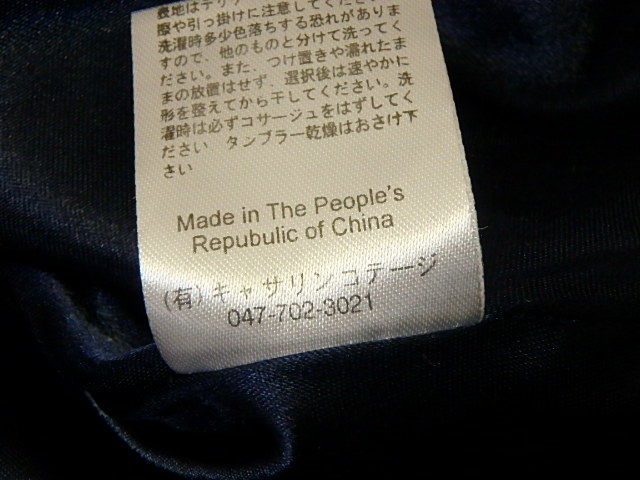 表地はデリ
際や引っ掛けに注意してください。
洗濯時多少色落ちする恐れがありま
すので、他のものと分けて洗ってく
ださい。また、つけ置きや濡れたま
まの放置はせず、選択後は速やかに
形を整えてから干してください。洗
濯時は必ずコサージュをはずしてく
ださい タンブラー乾燥はおさけ下
さい
Made in The People's
Repubulic of China
(有)キャサリンコテージ
047-702-3021